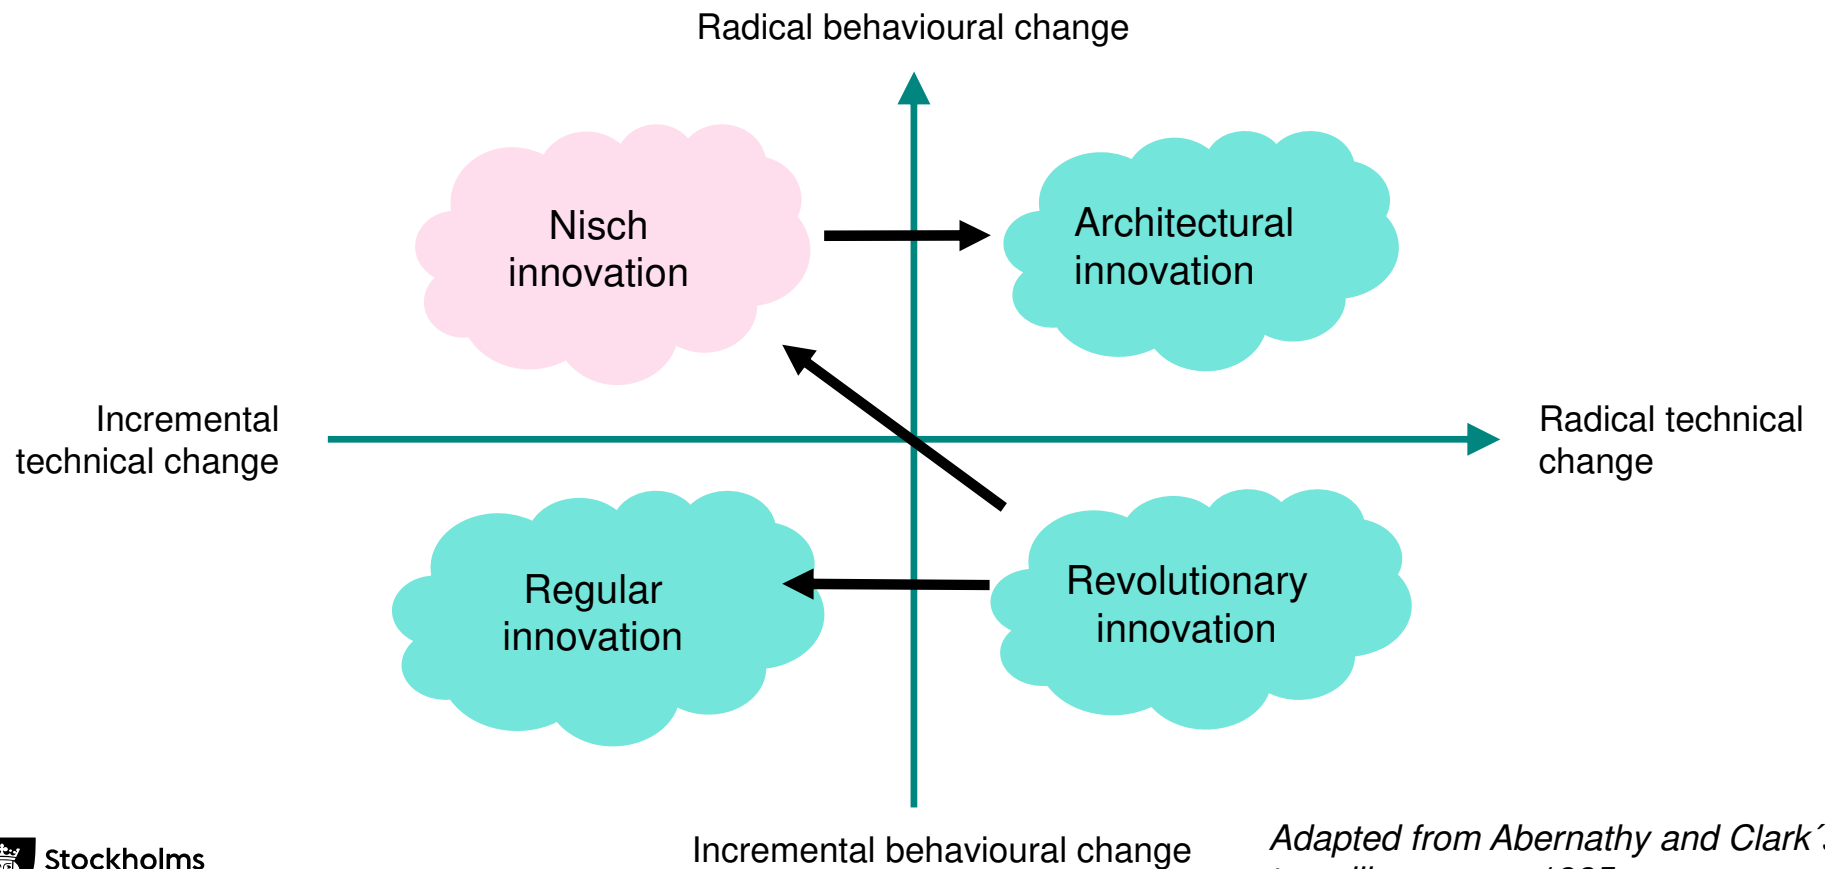 Radical behavioural change
Nisch
innovation
Architectural
innovation
Incremental
technical change
Radical technical
change
Regular
innovation
Revolutionary
innovation
Incremental behavioural change
Adapted from Abernathy and Clark´s
Stockholms